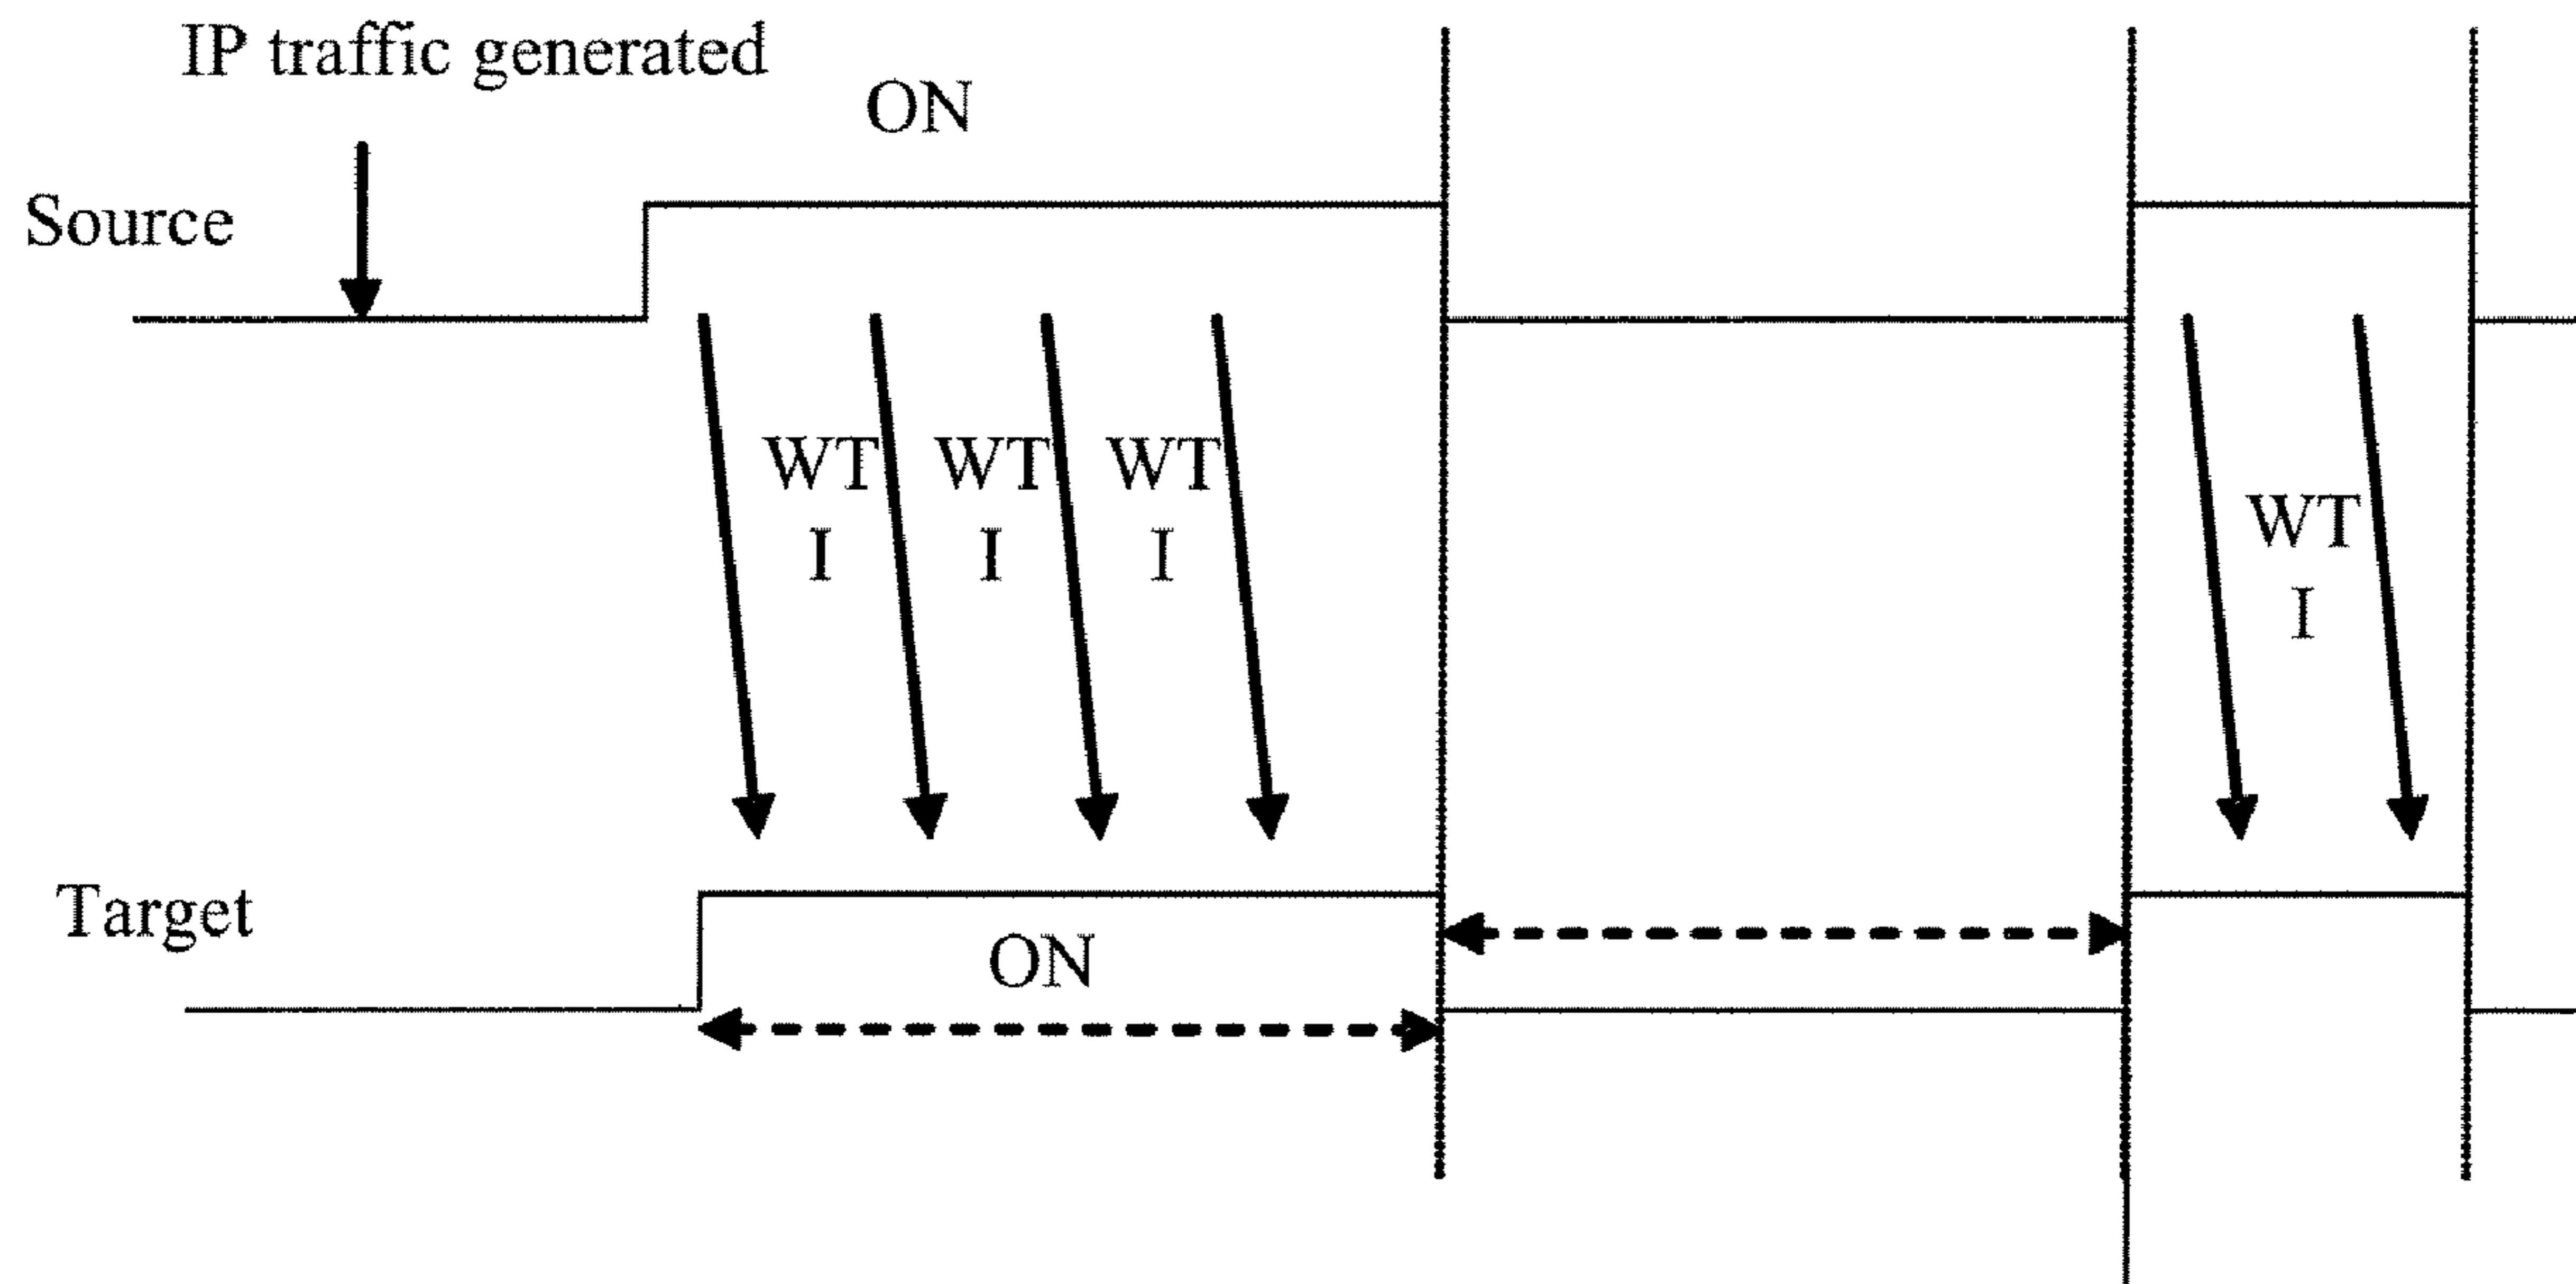 IP traffic generated
ON
Source
WT
I
WT
I
WT
I
WT
I
Target
ON